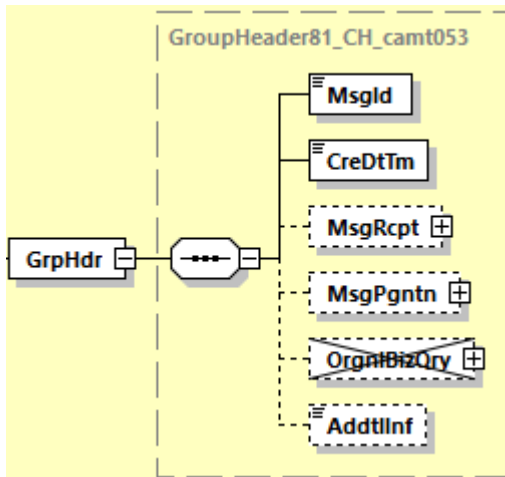 GroupHeader81_CH_camt053
MsgId
CreDtTm
MsgRcpt
GrpHdr
MsgPgntn
OrgnlBizQry
AddtlInf